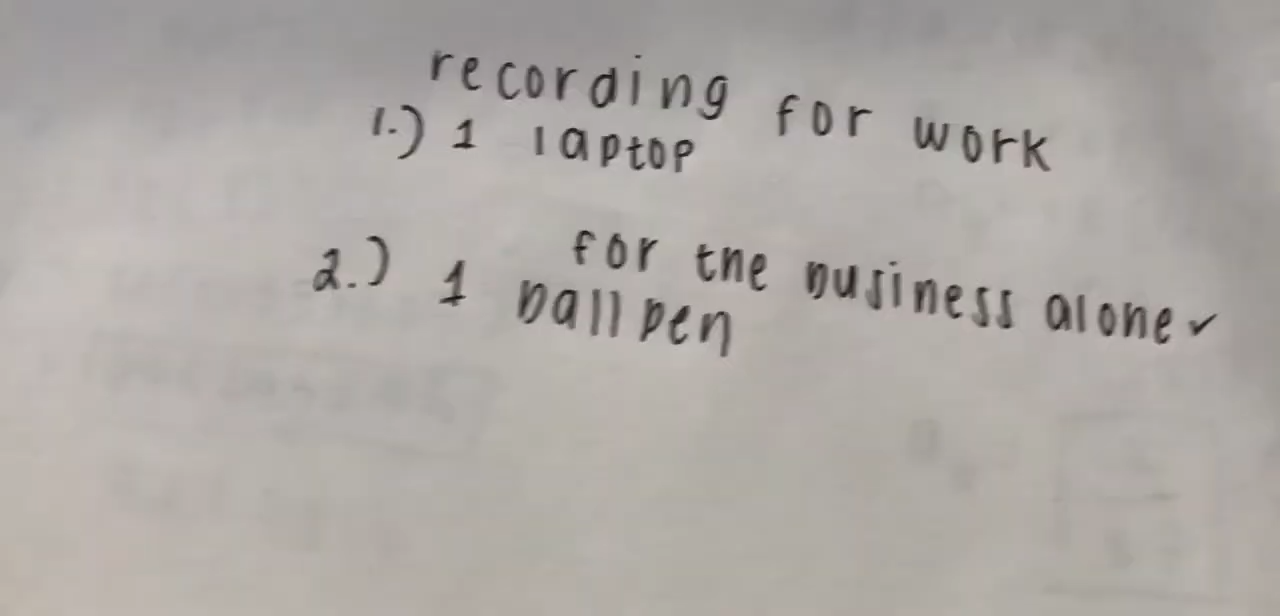 recording for work
1.) 1 laptop
for the business alone ✓
2.) 1 ballpen